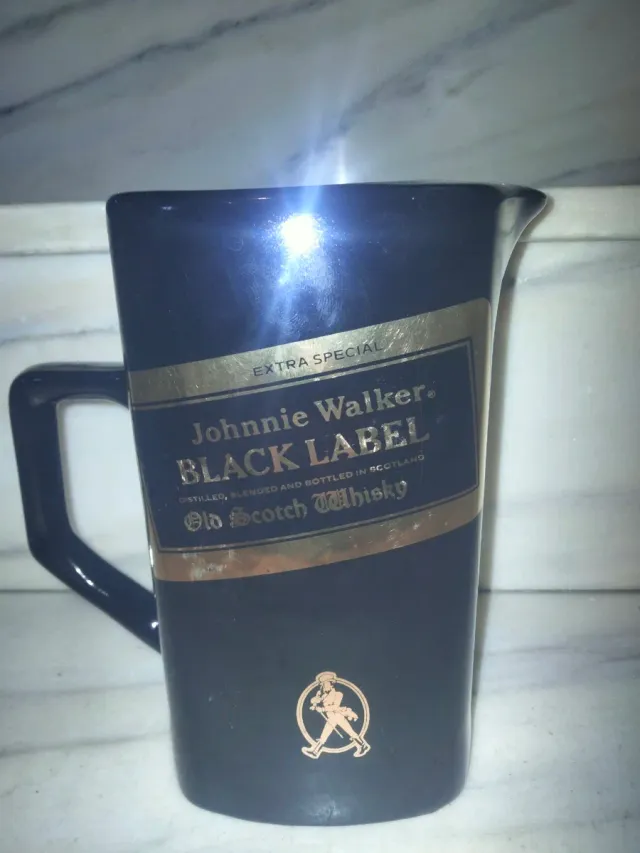 EXTRA SPECIAL
Johnnie Walker.
BLACK LABEL
DISTILLED, BLENDED AND BOTTLED IN SCOTLAND
Old Scotch Whisky